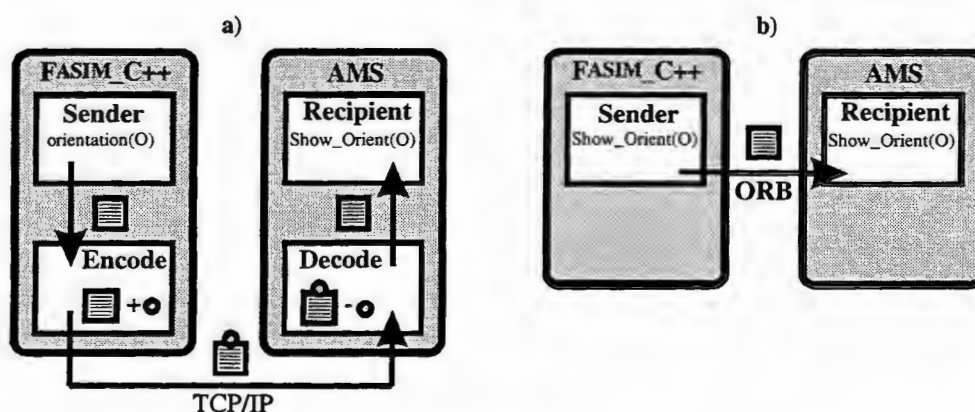 a)
FASIM_C++
Sender
orientation(O)
Encode
+
AMS
Recipient
Show_Orient(O)
Decode
-
TCP/IP
b)
FASIM_C++
Sender
Show_Orient(O)
ORB
AMS
Recipient
Show_Orient(O)